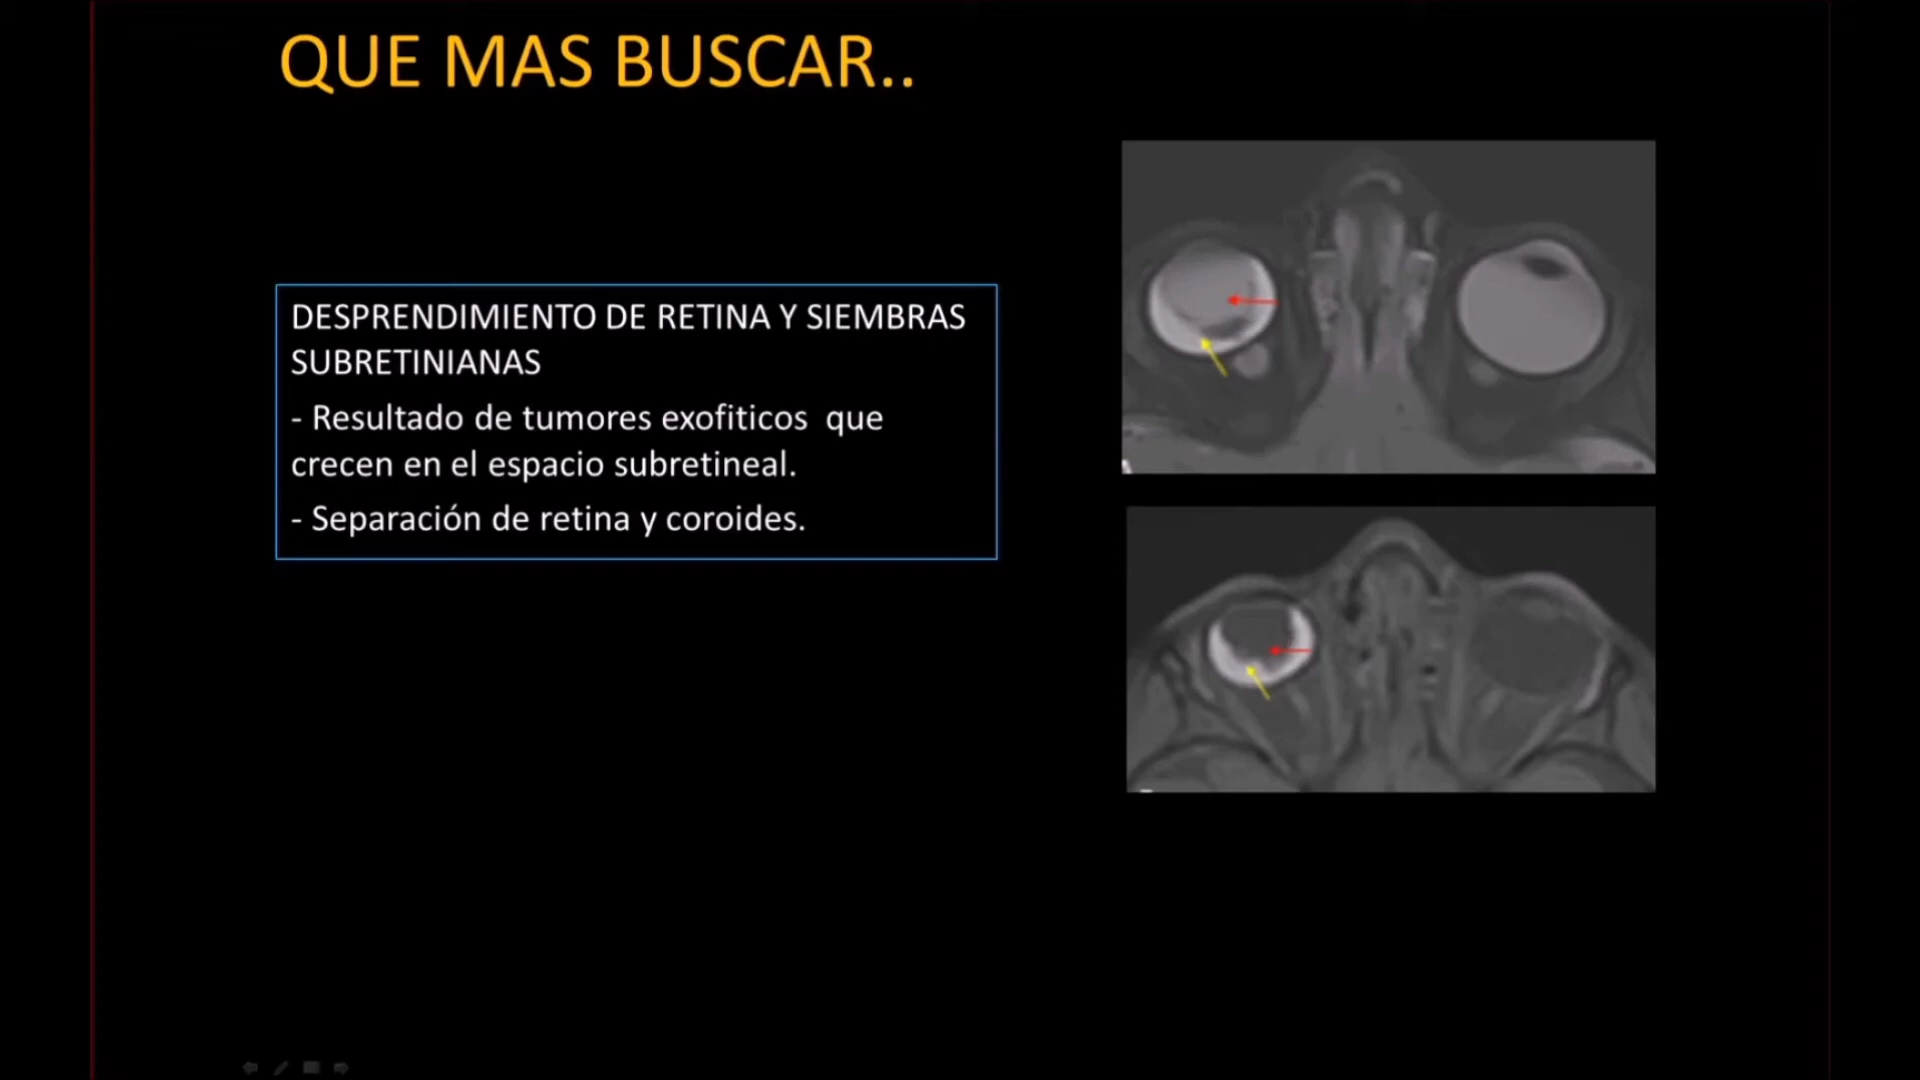 QUE MAS BUSCAR..
DESPRENDIMIENTO DE RETINA Y SIEMBRAS
SUBRETINIANAS
- Resultado de tumores exofiticos que
crecen en el espacio subretineal.
- Separación de retina y coroides.